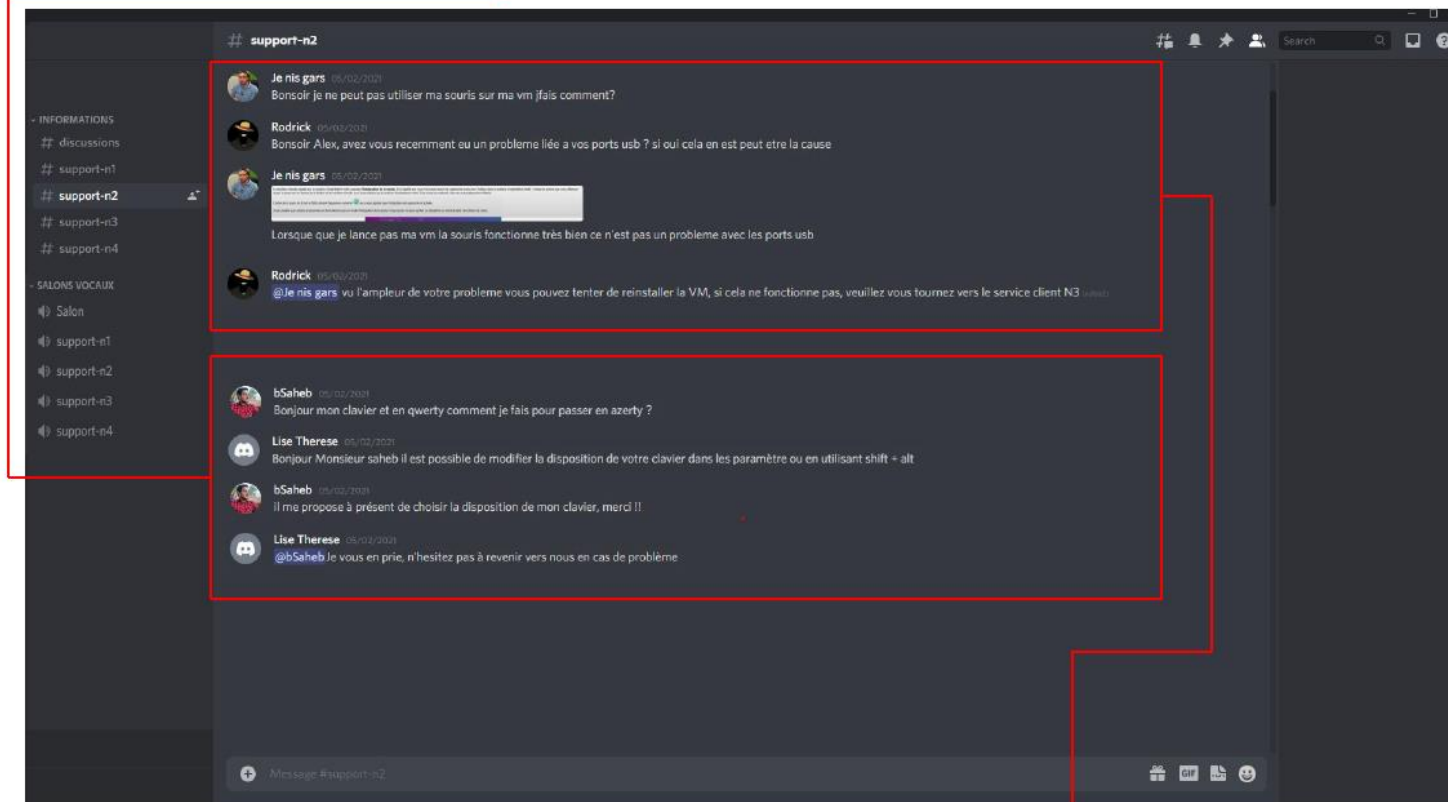 # support-n2
Search
INFORMATIONS
# discussions
# support-n1
# support-n2
# support-n3
# support-n4
SALONS VOCAUX
Salon
support-n1
support-n2
support-n3
support-n4
Je nis gars 05/02/2021
Bonsoir je ne peut pas utiliser ma souris sur ma vm jfais comment?
Rodrick 05/02/2021
Bonsoir Alex, avez vous recemment eu un probleme liée a vos ports usb ? si oui cela en est peut etre la cause
Je nis gars 05/02/2021
Lorsque que je lance pas ma vm la souris fonctionne très bien ce n'est pas un probleme avec les ports usb
Rodrick 05/02/2021
@Je nis gars vu l'ampleur de votre probleme vous pouvez tenter de reinstaller la VM, si cela ne fonctionne pas, veuillez vous tournez vers le service client N3
bSaheb 05/02/2021
Bonjour mon clavier et en qwerty comment je fais pour passer en azerty ?
Lise Therese 05/02/2021
Bonjour Monsieur saheb il est possible de modifier la disposition de votre clavier dans les paramètre ou en utilisant shift + alt
bSaheb 05/02/2021
il me propose à présent de choisir la disposition de mon clavier, merci !!
Lise Therese 05/02/2021
@bSaheb Je vous en prie, n'hesitez pas à revenir vers nous en cas de problème
Message #support-n2
GIF